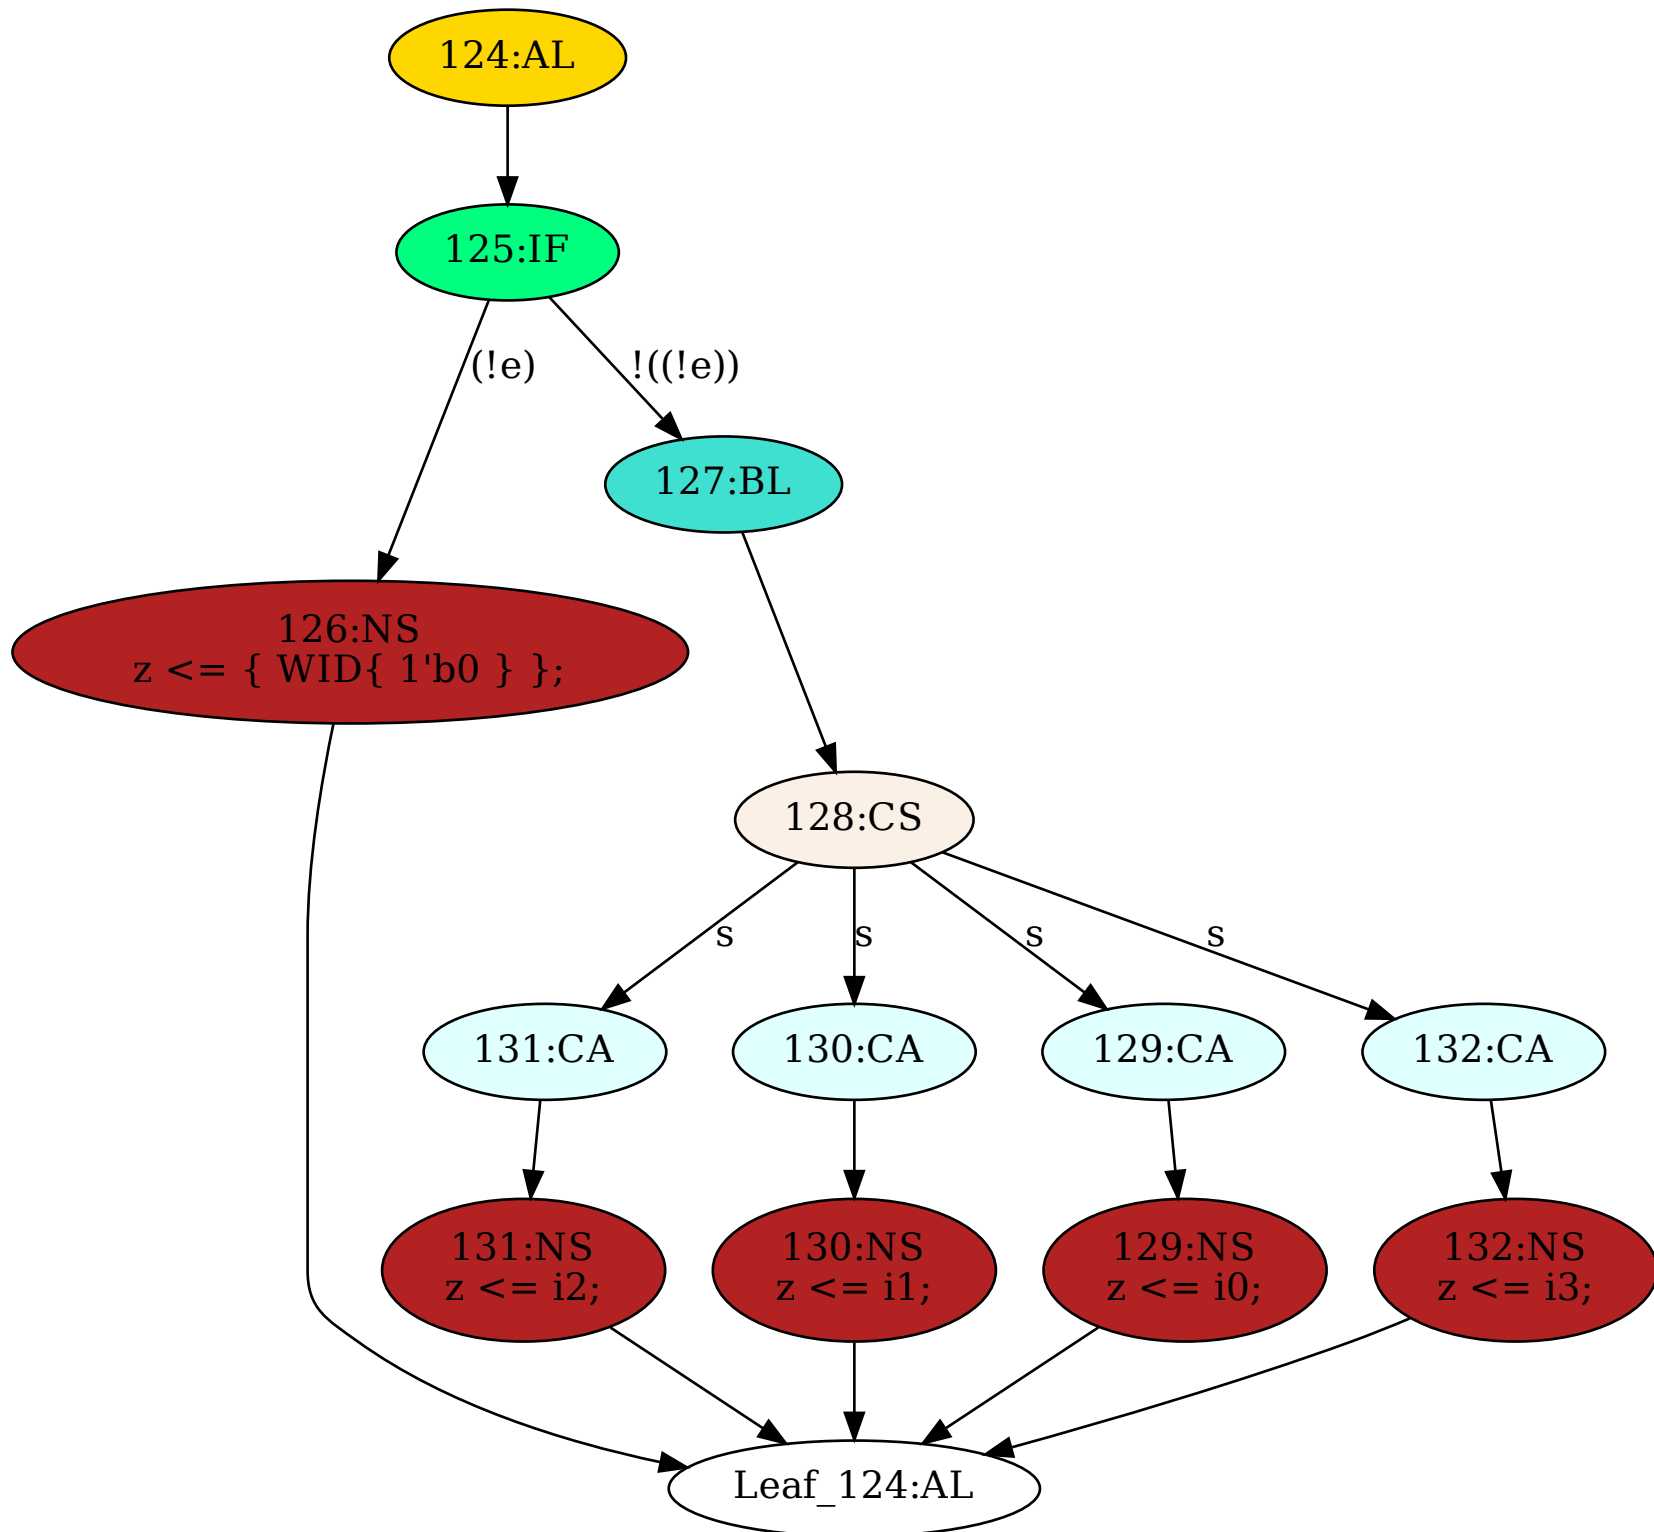 124:AL
125:IF
(!e)
!((!e))
127:BL
126:NS
z <= { WID{ 1'b0 } };
128:CS
s
s
s
s
131:CA
130:CA
129:CA
132:CA
131:NS
z <= i2;
130:NS
z <= i1;
129:NS
z <= i0;
132:NS
z <= i3;
Leaf_124:AL